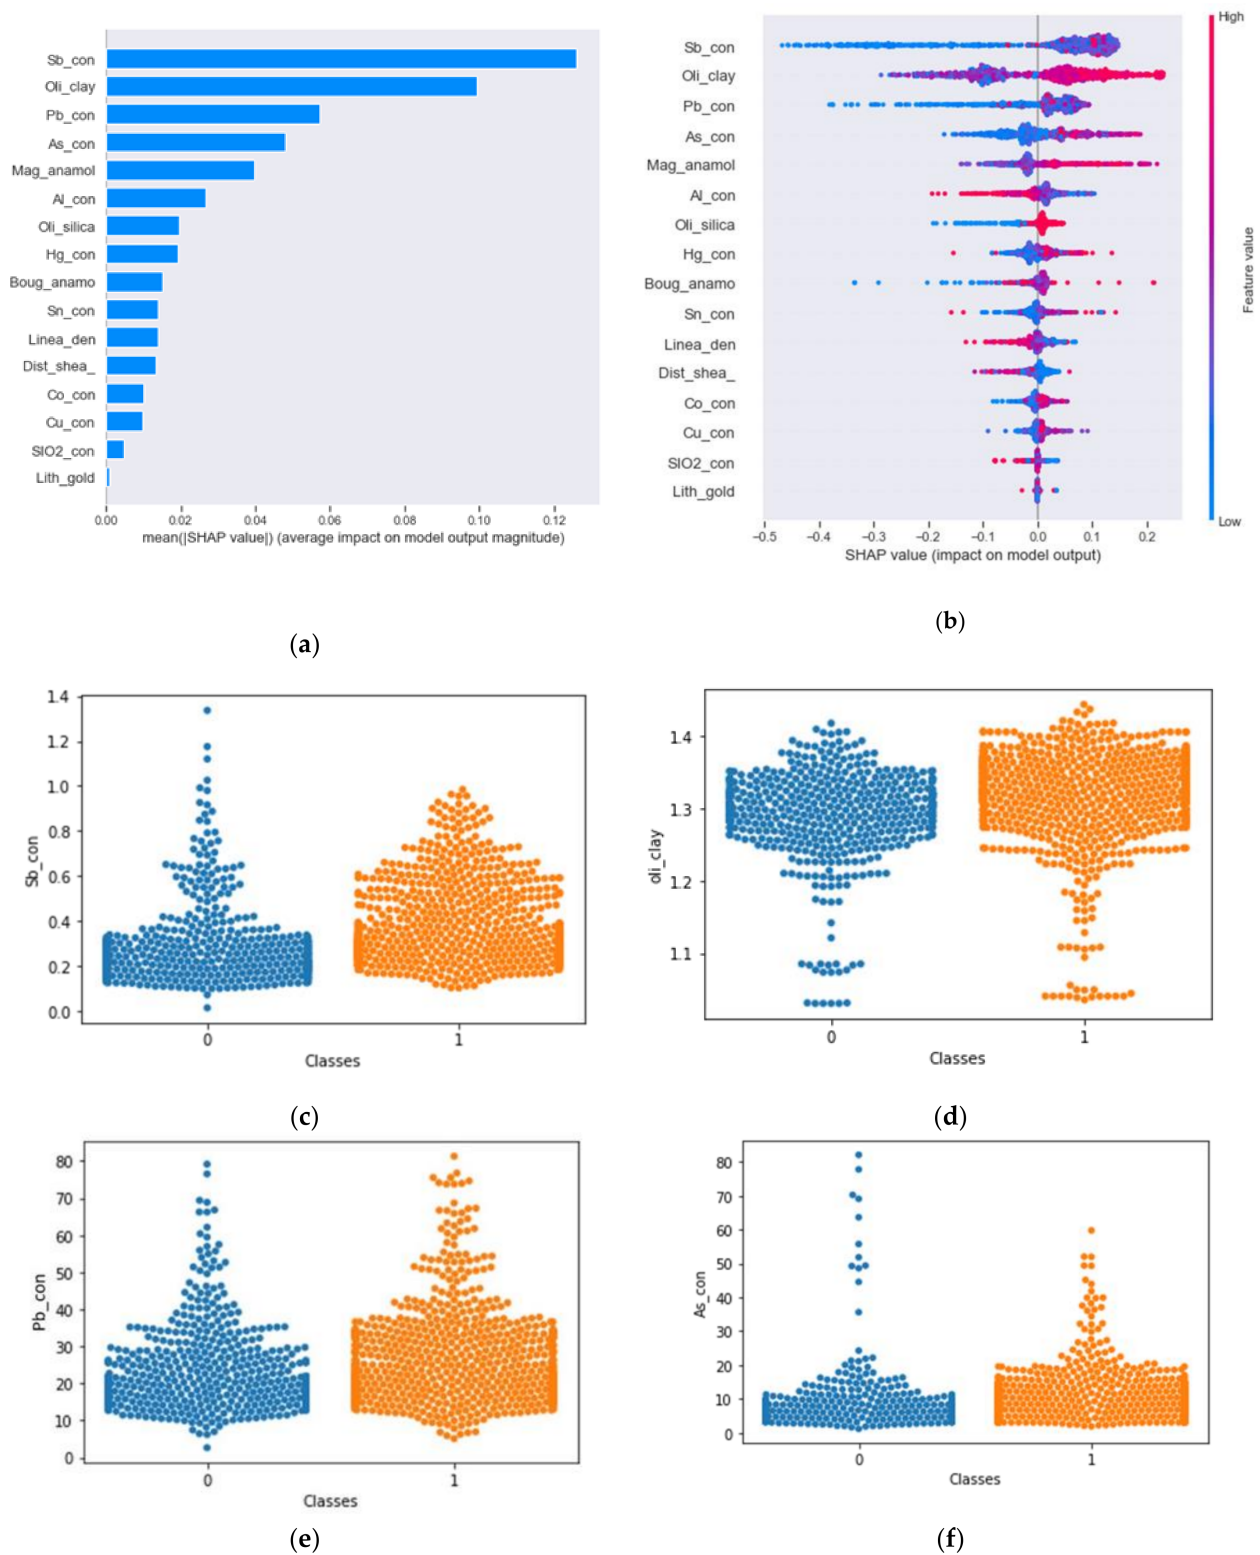 Sb_con
Oli_clay
Pb_con
As_con
Mag_anamol
Al_con
Oli_silica
Hg_con
Boug_anamo
Sn_con
Linea_den
Dist_shea_
Co_con
Cu_con
SIO2_con
Lith_gold
0.00 0.02 0.04 0.06 0.08 0.10 0.12
mean(|SHAP value|) (average impact on model output magnitude)
(a)
High
Sb_con
Oli_clay
Pb_con
As_con
Mag_anamol
Al_con
Oli_silica
Hg_con
Boug_anamo
Sn_con
Linea_den
Dist_shea_
Co_con
Cu_con
SIO2_con
Lith_gold
Feature value
Low
−0.5 −0.4 −0.3 −0.2 −0.1 0.0 0.1 0.2
SHAP value (impact on model output)
(b)
1.4
1.2
1.0
0.8
0.6
0.4
0.2
0.0
Sb_con
0 1
Classes
(c)
1.4
1.3
1.2
1.1
oli_clay
0 1
Classes
(d)
80
70
60
50
40
30
20
10
0
Pb_con
0 1
Classes
(e)
80
70
60
50
40
30
20
10
0
As_con
0 1
Classes
(f)